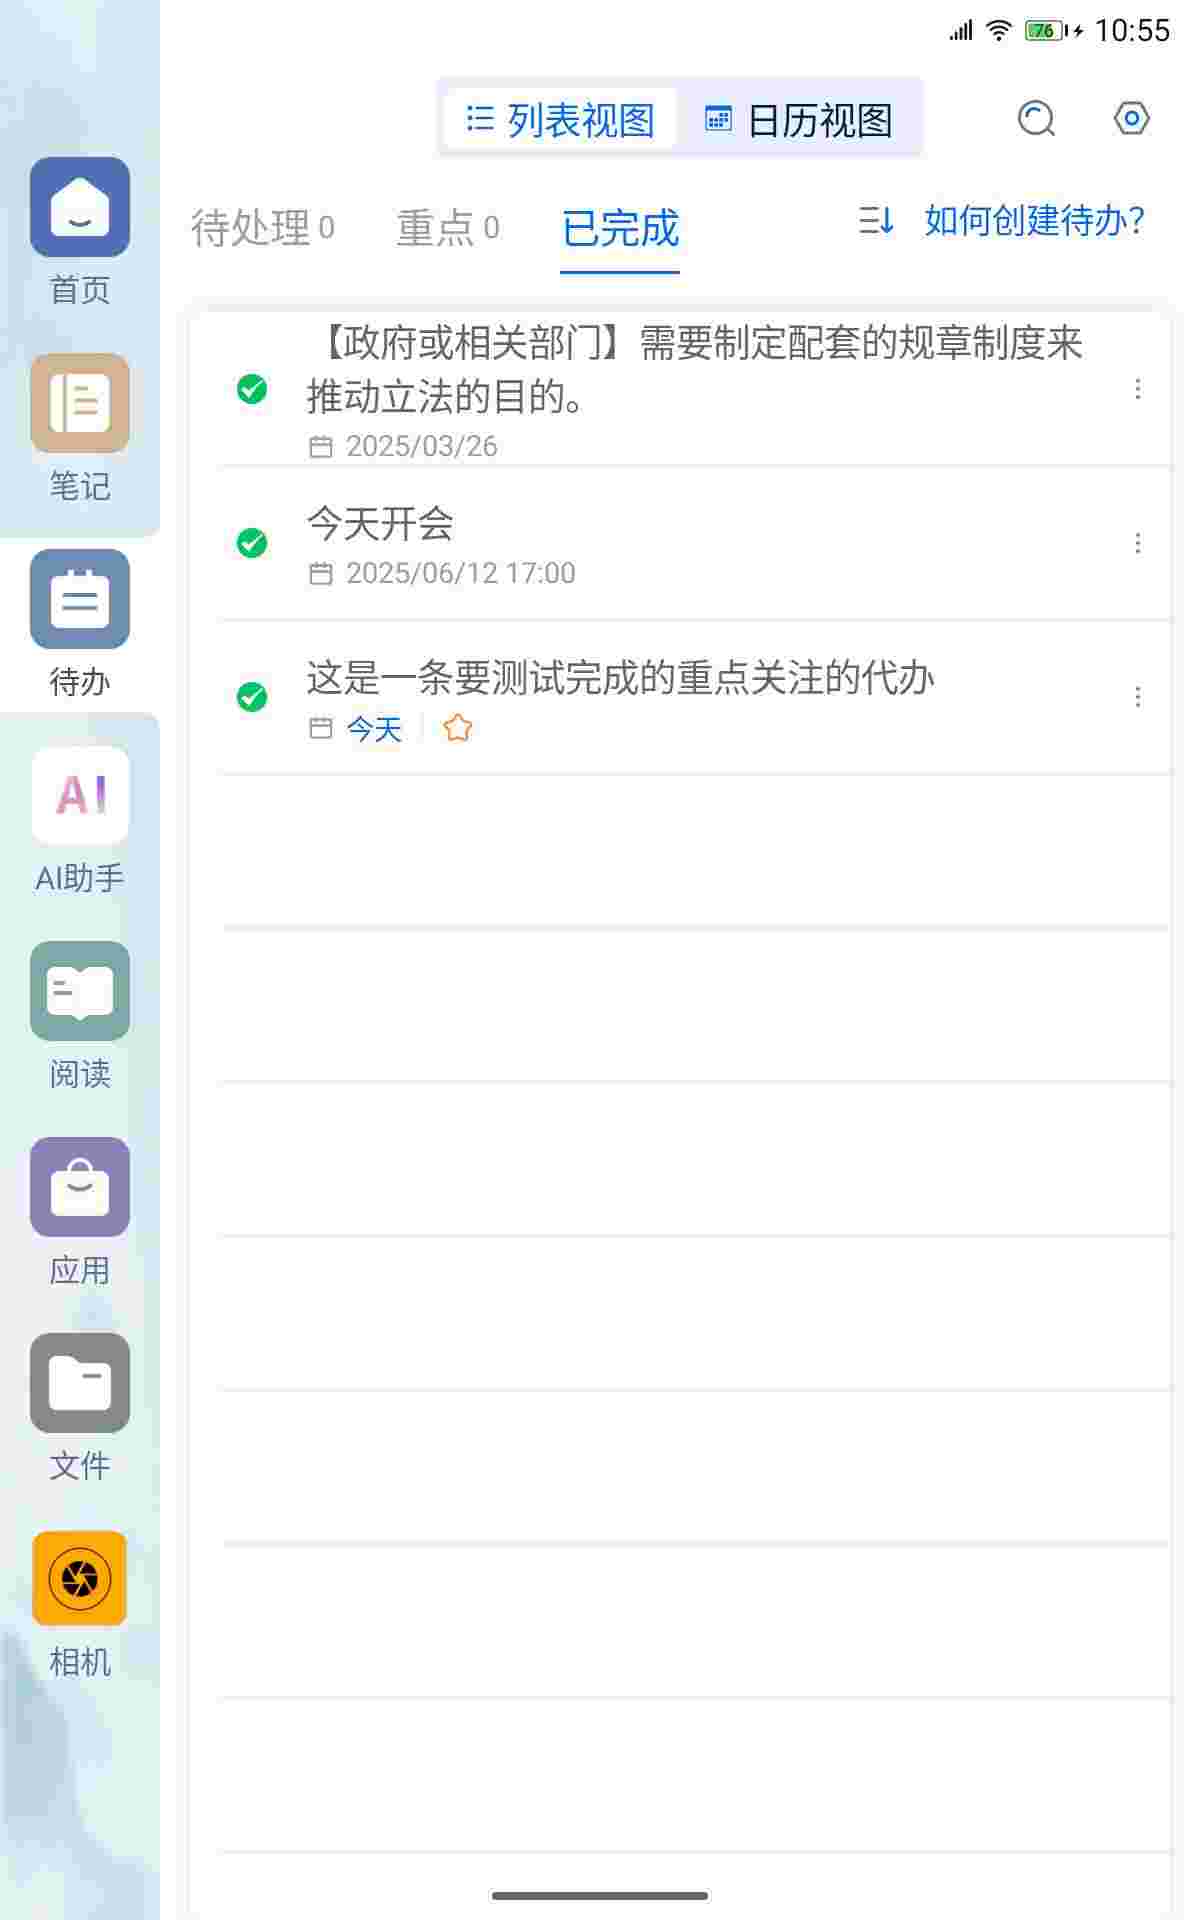 76 10:55
列表视图 日历视图
待处理 0 重点 0 已完成 如何创建待办?
首页
笔记
待办
AI
AI助手
阅读
应用
文件
相机
【政府或相关部门】需要制定配套的规章制度来
推动立法的目的。
2025/03/26
今天开会
2025/06/12 17:00
这是一条要测试完成的重点关注的代办
今天